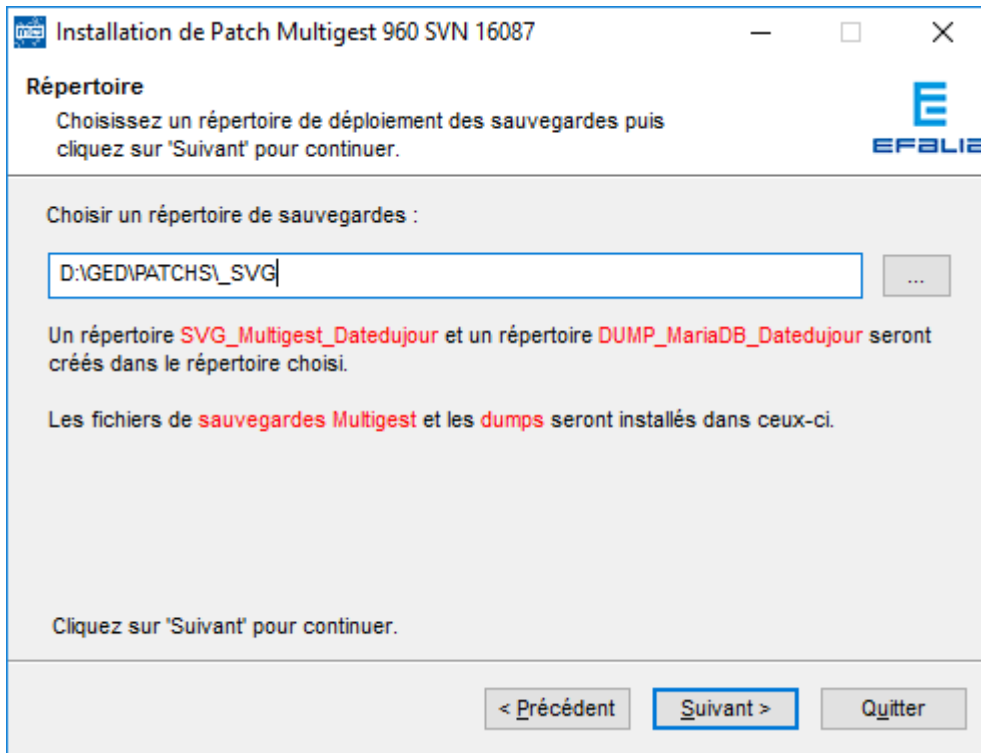 Installation de Patch Multigest 960 SVN 16087
Répertoire
Choisissez un répertoire de déploiement des sauvegardes puis
cliquez sur 'Suivant' pour continuer.
EFALIA
Choisir un répertoire de sauvegardes :
D:\GED\PATCHS\_SVG
...
Un répertoire SVG_Multigest_Datedujour et un répertoire DUMP_MariaDB_Datedujour seront
créés dans le répertoire choisi.
Les fichiers de sauvegardes Multigest et les dumps seront installés dans ceux-ci.
Cliquez sur 'Suivant' pour continuer.
< Précédent
Suivant >
Quitter